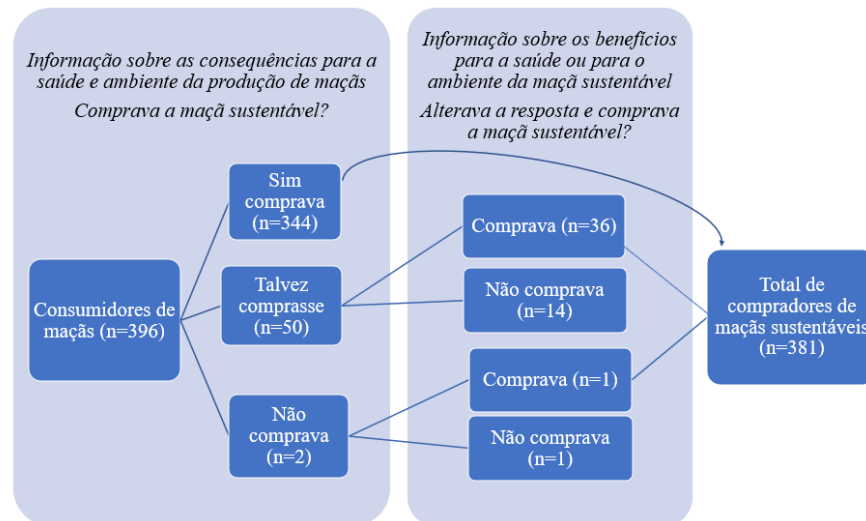 Informação sobre as consequências para a
saúde e ambiente da produção de maçãs
Comprava a maçã sustentável?
Informação sobre os benefícios
para a saúde ou para o
ambiente da maçã sustentável
Alterava a resposta e comprava
a maçã sustentável?
Consumidores de
maçãs (n=396)
Sim
comprava
(n=344)
Talvez
comprasse
(n=50)
Não
comprava
(n=2)
Comprava (n=36)
Não comprava
(n=14)
Comprava (n=1)
Não comprava
(n=1)
Total de
compradores de
maçãs sustentáveis
(n=381)